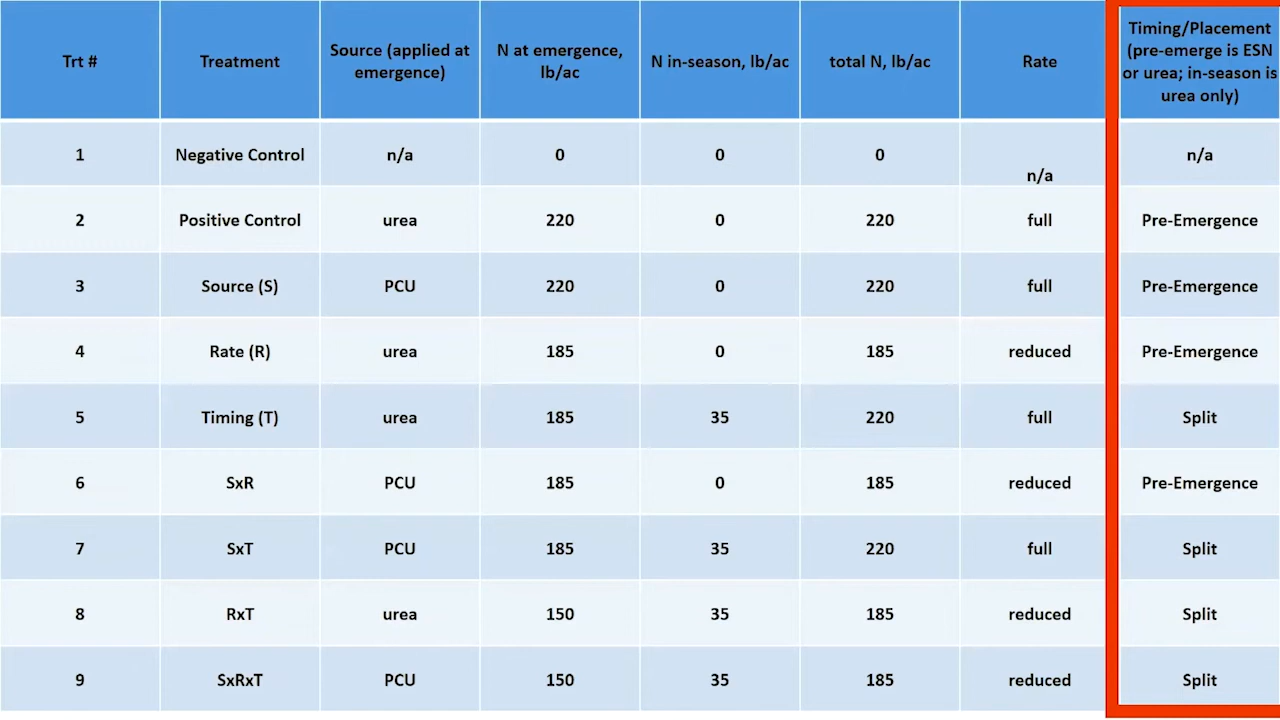 Trt # Treatment Source (applied at emergence) N at emergence, lb/ac N in-season, lb/ac total N, lb/ac Rate Timing/Placement (pre-emerge is ESN or urea; in-season is urea only)
1 Negative Control n/a 0 0 0 n/a n/a
2 Positive Control urea 220 0 220 full Pre-Emergence
3 Source (S) PCU 220 0 220 full Pre-Emergence
4 Rate (R) urea 185 0 185 reduced Pre-Emergence
5 Timing (T) urea 185 35 220 full Split
6 SxR PCU 185 0 185 reduced Pre-Emergence
7 SxT PCU 185 35 220 full Split
8 RxT urea 150 35 185 reduced Split
9 SxRxT PCU 150 35 185 reduced Split